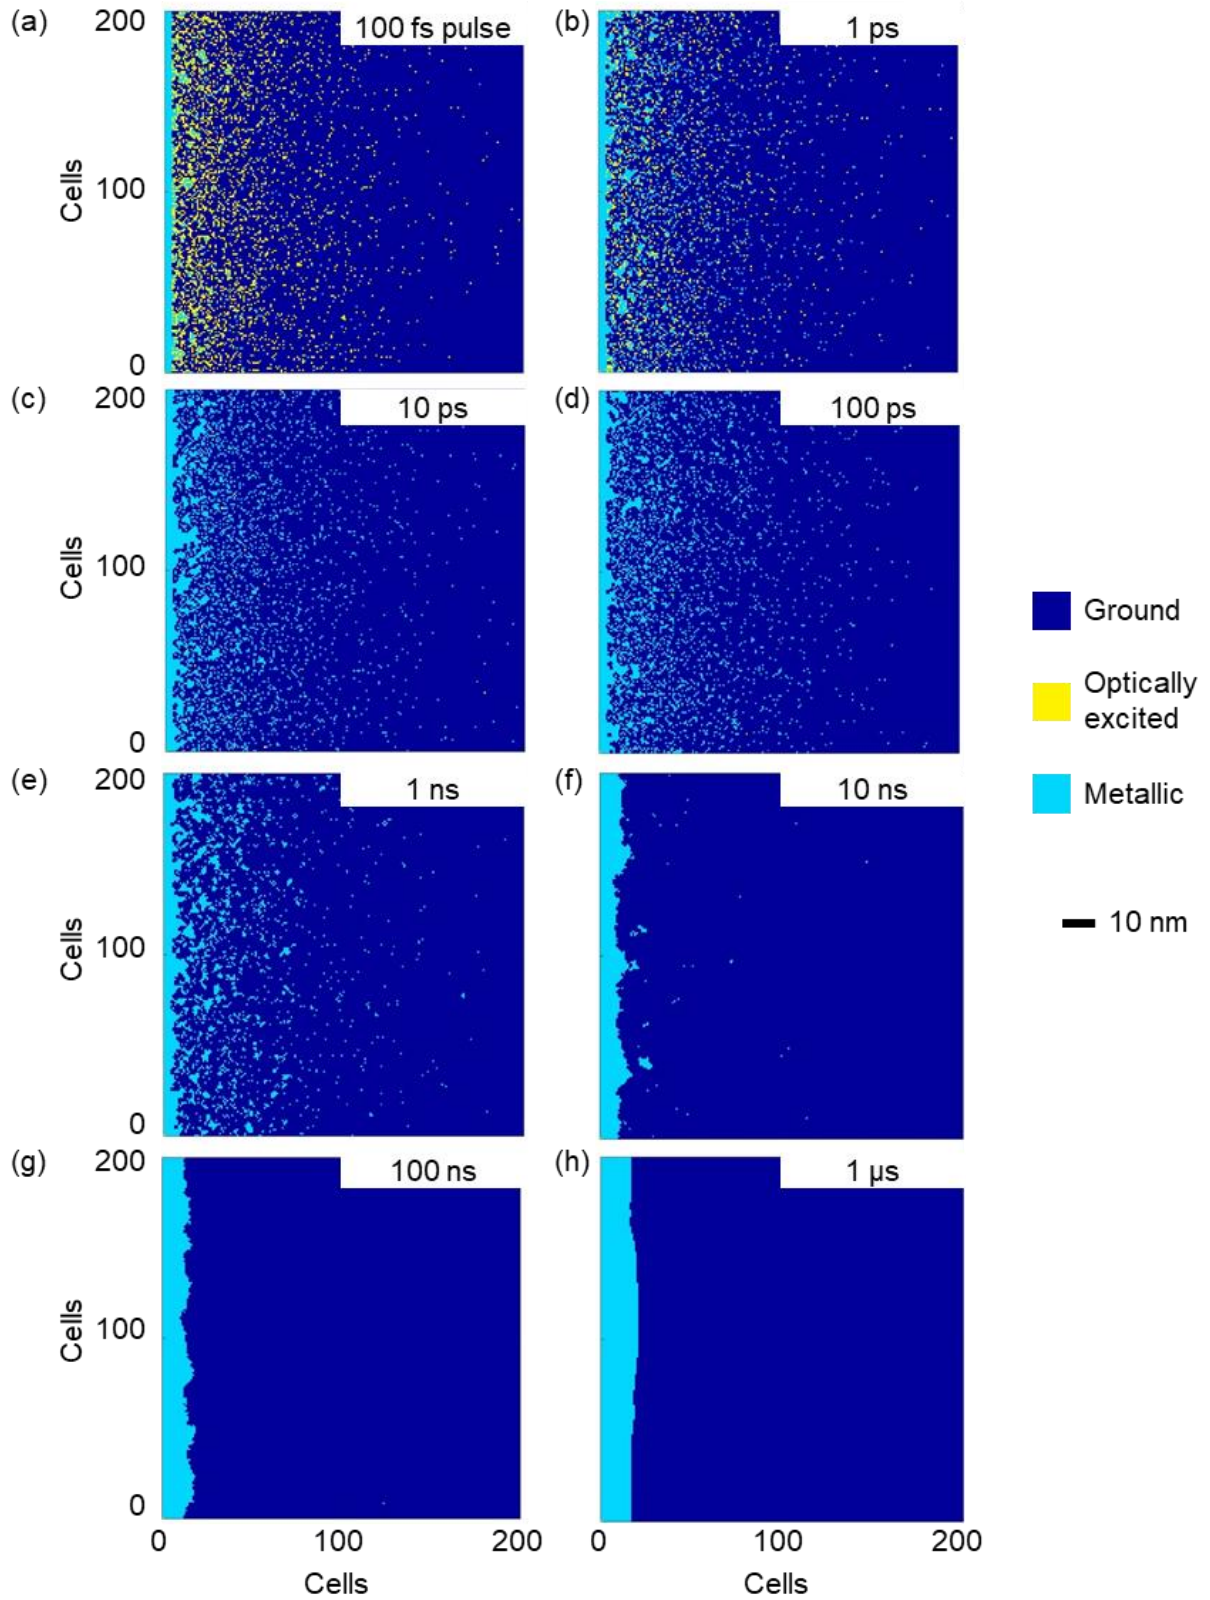 (a)
200
100 fs pulse
Cells
100
0
(b)
1 ps
(c)
200
10 ps
Cells
100
0
(d)
100 ps
Ground
Optically
excited
Metallic
10 nm
(e)
200
1 ns
Cells
100
0
(f)
10 ns
(g)
200
100 ns
Cells
100
0
0
100
200
Cells
(h)
1 µs
0
100
200
Cells